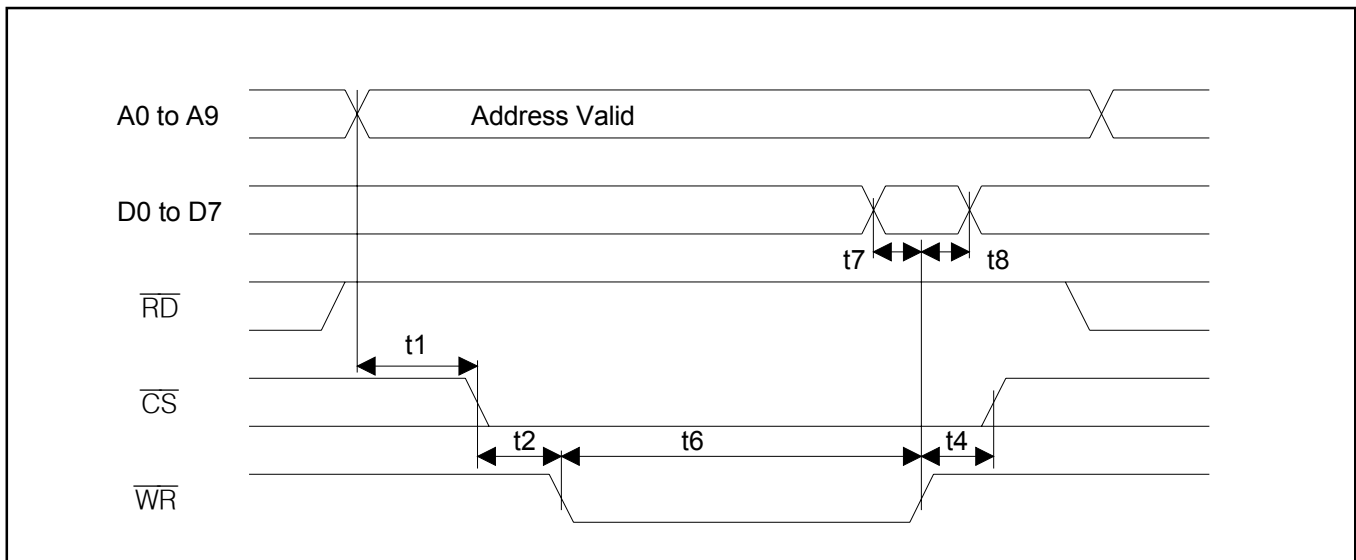 A0 to A9
Address Valid
D0 to D7
t7
t8
RD
t1
CS
t2
t6
t4
WR